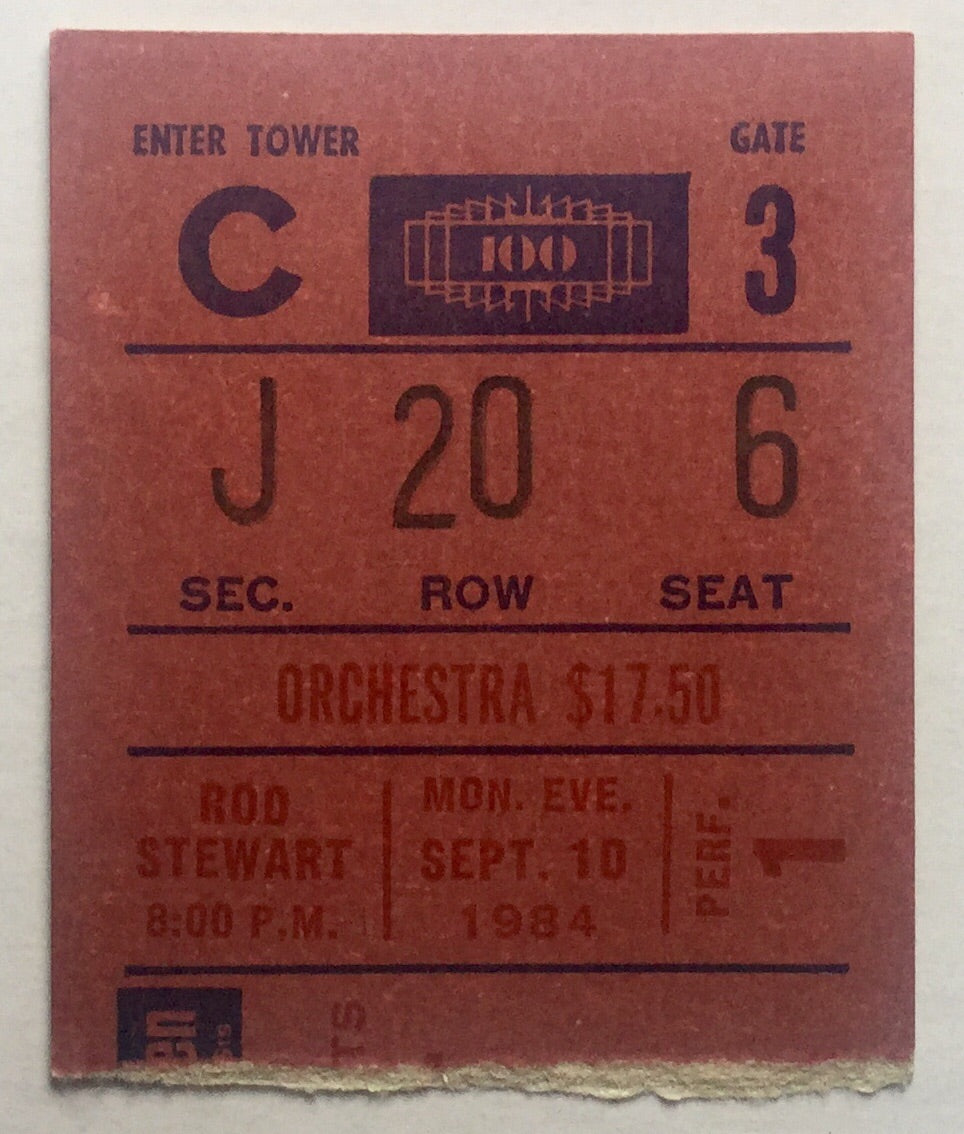 ENTER TOWER GATE
C 100 3
J 20 6
SEC. ROW SEAT
ORCHESTRA $17.50
ROD
STEWART
8:00 P.M.
MON. EVE.
SEPT. 10
1984
PERF. 1